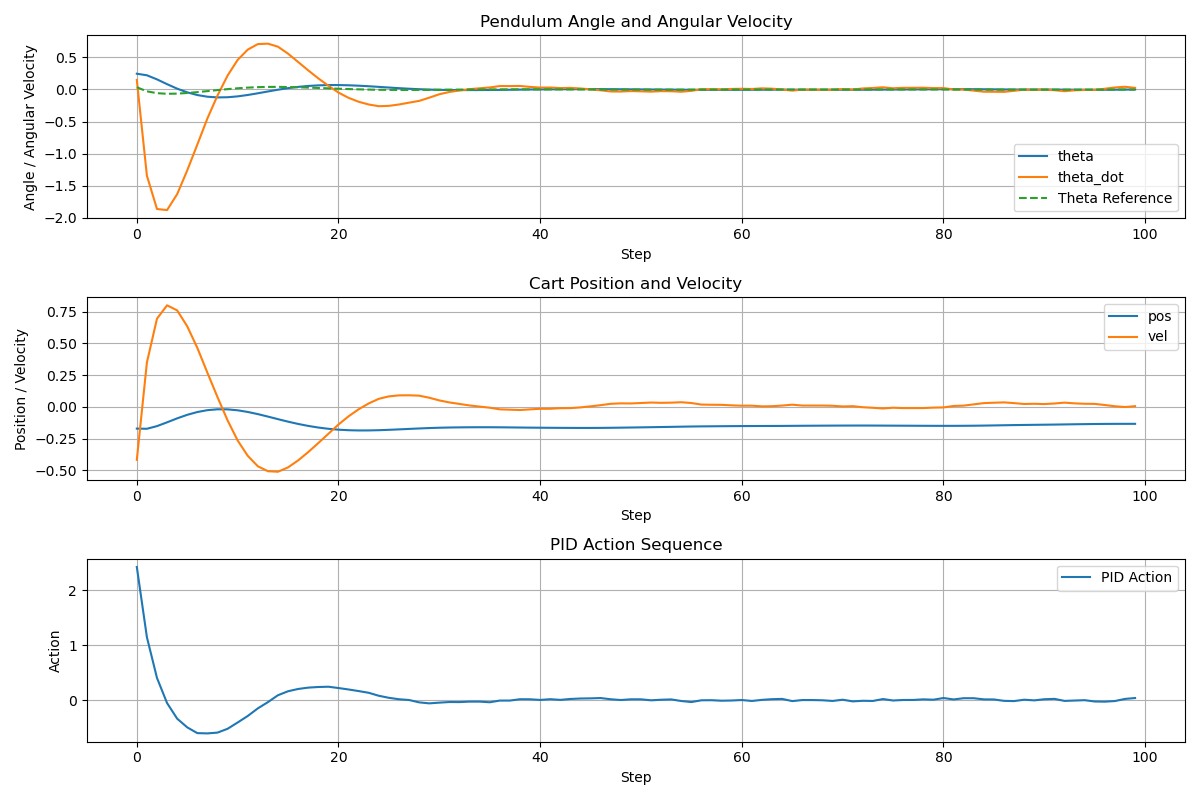 Pendulum Angle and Angular Velocity
Angle / Angular Velocity
0.5
0.0
−0.5
−1.0
−1.5
−2.0
theta
theta_dot
Theta Reference
0 20 40 60 80 100
Step
Cart Position and Velocity
Position / Velocity
0.75
0.50
0.25
0.00
−0.25
−0.50
pos
vel
0 20 40 60 80 100
Step
PID Action Sequence
Action
2
1
0
PID Action
0 20 40 60 80 100
Step